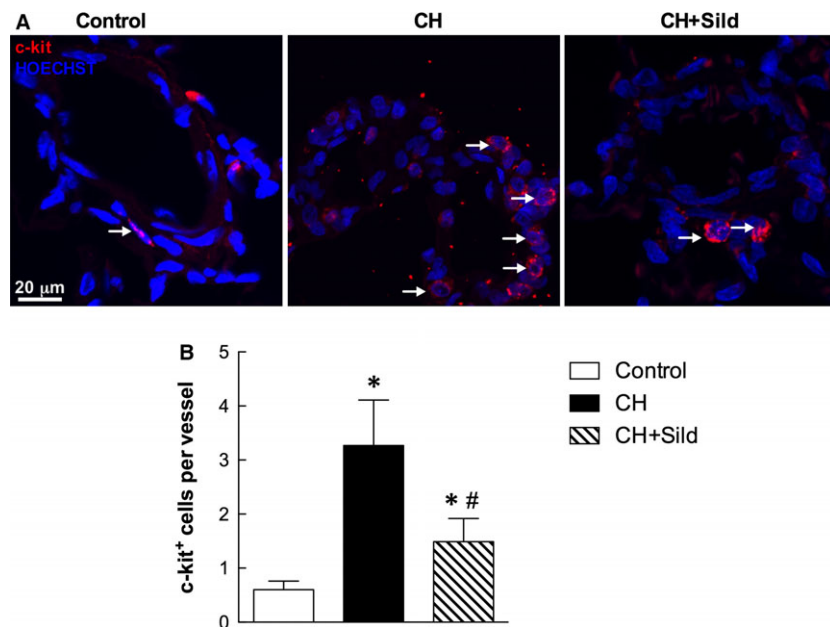 A
Control
CH
CH+Sild
c-kit
HOECHST
20 µm
B
5
4
3
2
1
0
c-kit⁺ cells per vessel
*
* #
Control
CH
CH+Sild